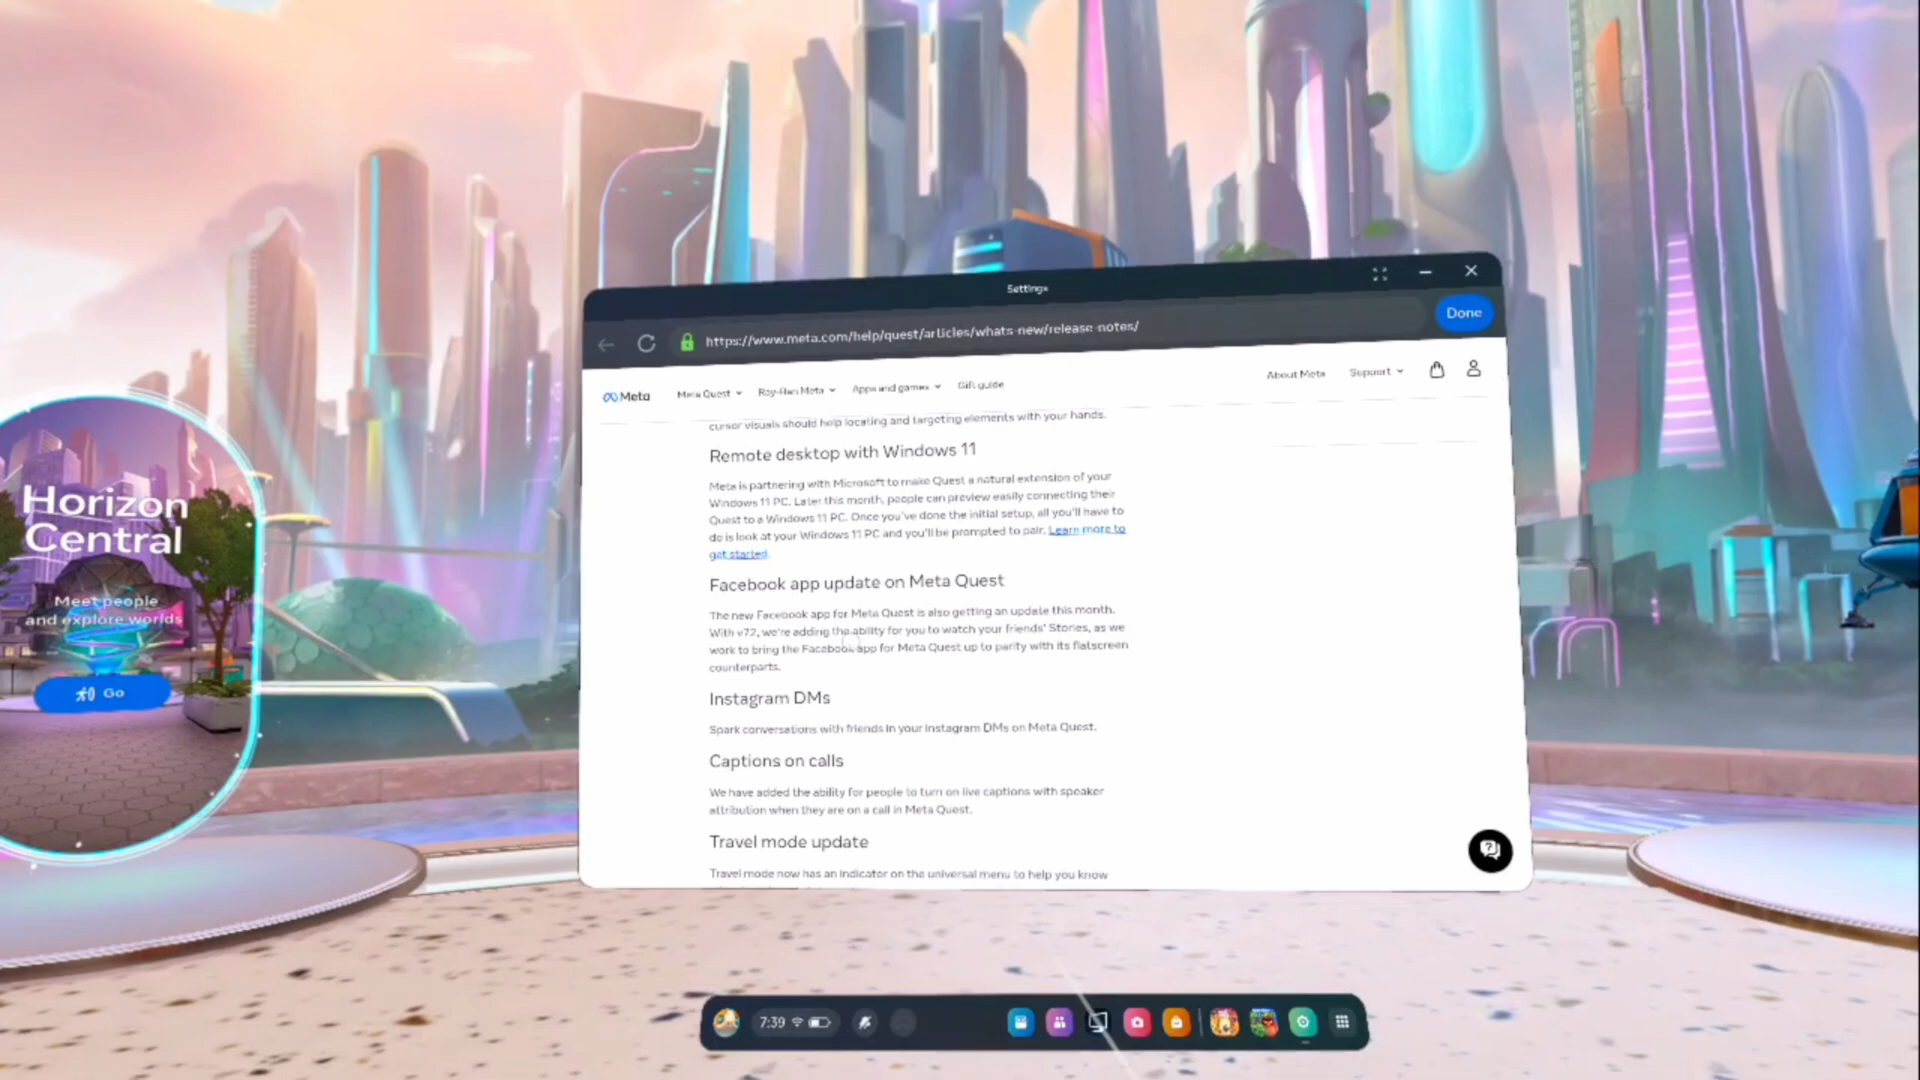 Settings
https://www.meta.com/help/quest/articles/whats-new/release-notes/
Done
Meta
Meta Quest
Ray-Ban Meta
Apps and games
Gift guide
About Meta
Support
cursor visuals should help locating and targeting elements with your hands.
Remote desktop with Windows 11
Meta is partnering with Microsoft to make Quest a natural extension of your
Windows 11 PC. Later this month, people can preview easily connecting their
Quest to a Windows 11 PC. Once you've done the initial setup, all you'll have to
do is look at your Windows 11 PC and you'll be prompted to pair. Learn more to
get started.
Facebook app update on Meta Quest
The new Facebook app for Meta Quest is also getting an update this month.
With v72, we're adding the ability for you to watch your friends' Stories, as we
work to bring the Facebook app for Meta Quest up to parity with its flatscreen
counterparts.
Instagram DMs
Spark conversations with friends in your Instagram DMs on Meta Quest.
Captions on calls
We have added the ability for people to turn on live captions with speaker
attribution when they are on a call in Meta Quest.
Travel mode update
Travel mode now has an indicator on the universal menu to help you know
Horizon
Central
Meet people
and explore worlds
Go
7:39